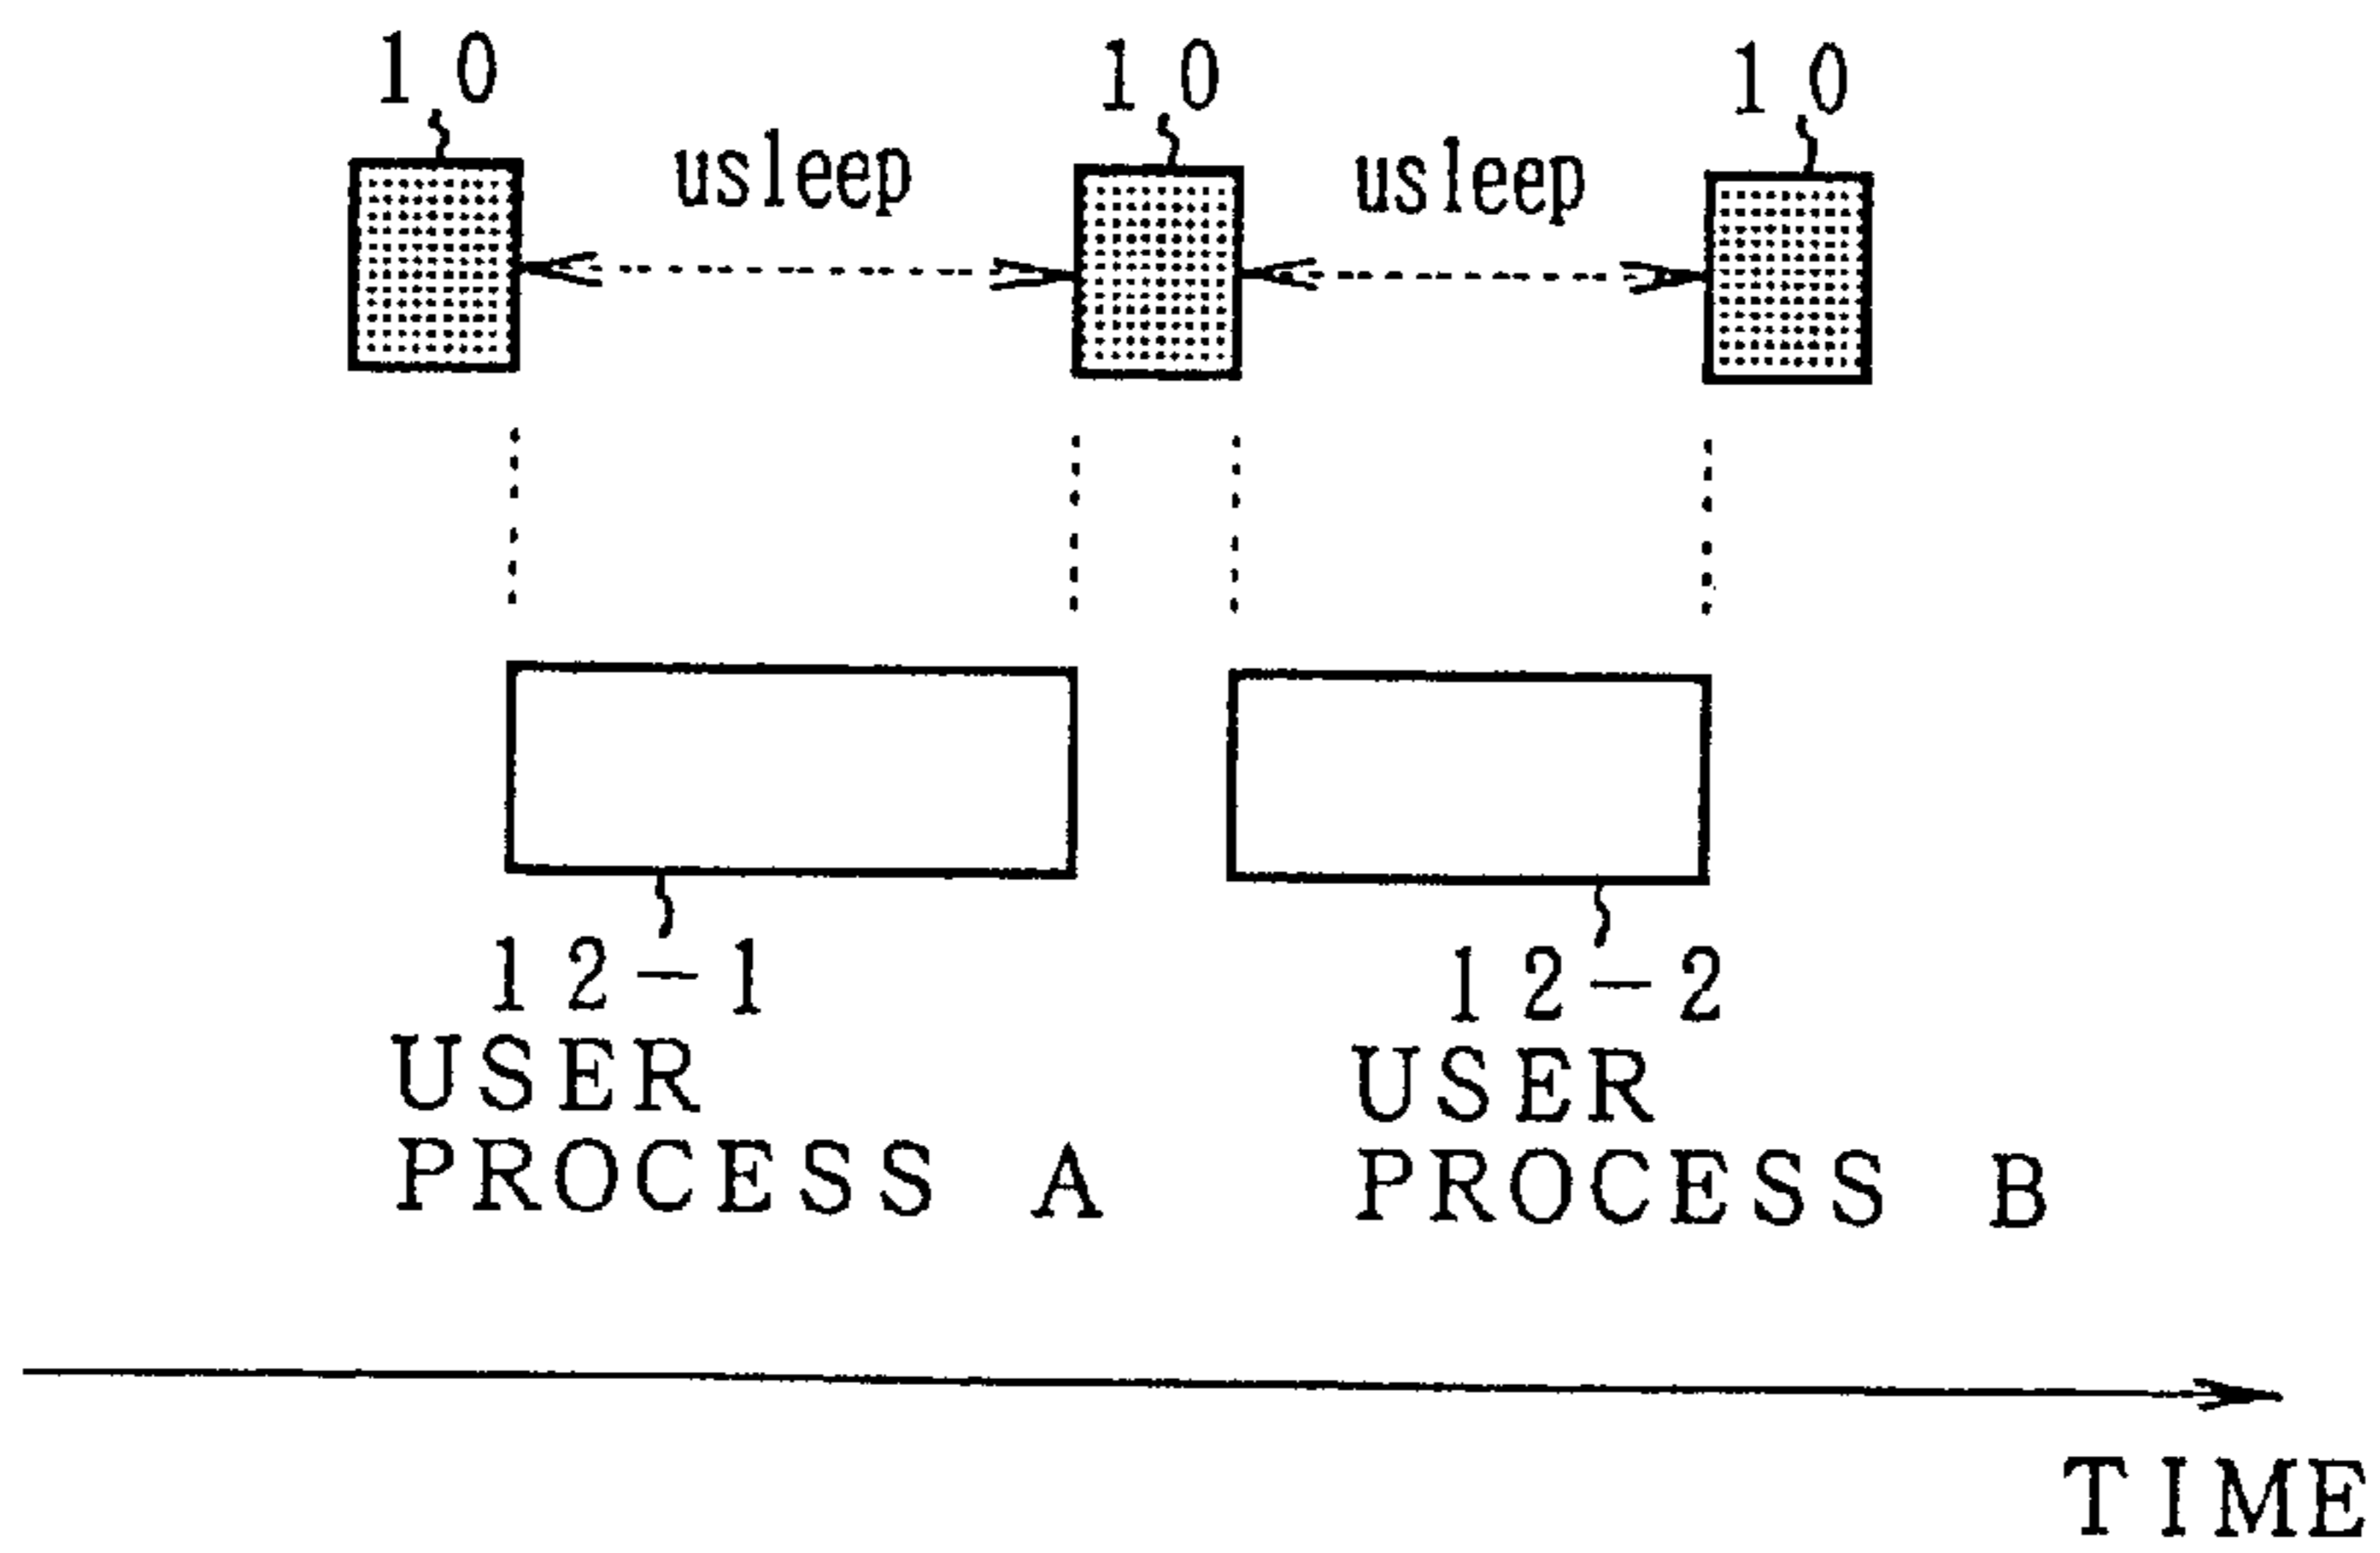 10 10 10
usleep usleep
12-1 12-2
USER USER
PROCESS A PROCESS B
TIME